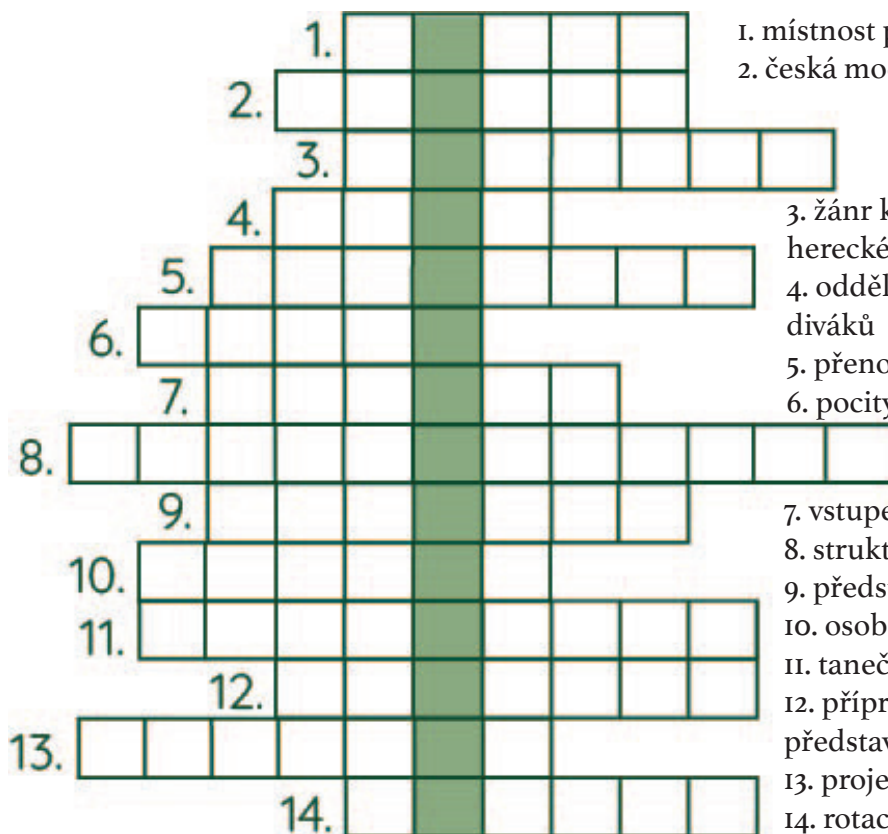 1.
2.
3.
4.
5.
6.
7.
8.
9.
10.
11.
12.
13.
14.
1. místnost p
2. česká mo
3. žánr k
herecké
4. odděl
diváků
5. přeno
6. pocity
7. vstupe
8. strukt
9. předs
10. osob
11. taneč
12. přípr
představ
13. proje
14. rotac